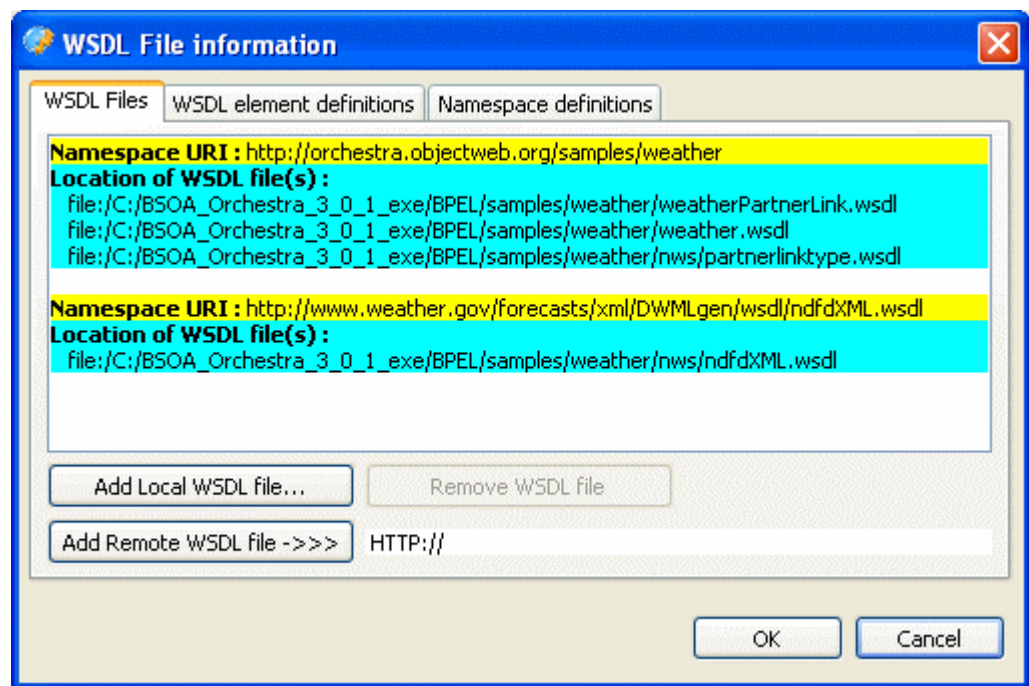 WSDL File information
WSDL Files
WSDL element definitions
Namespace definitions
Namespace URI : http://orchestra.objectweb.org/samples/weather
Location of WSDL file(s) :
file:/C:/BSOA_Orchestra_3_0_1_exe/BPEL/samples/weather/weatherPartnerLink.wsdl
file:/C:/BSOA_Orchestra_3_0_1_exe/BPEL/samples/weather/weather.wsdl
file:/C:/BSOA_Orchestra_3_0_1_exe/BPEL/samples/weather/nws/partnerlinktype.wsdl
Namespace URI : http://www.weather.gov/forecasts/xml/DWMLgen/wsdl/ndfdXML.wsdl
Location of WSDL file(s) :
file:/C:/BSOA_Orchestra_3_0_1_exe/BPEL/samples/weather/nws/ndfdXML.wsdl
Add Local WSDL file...
Remove WSDL file
Add Remote WSDL file ->>>
HTTP://
OK
Cancel